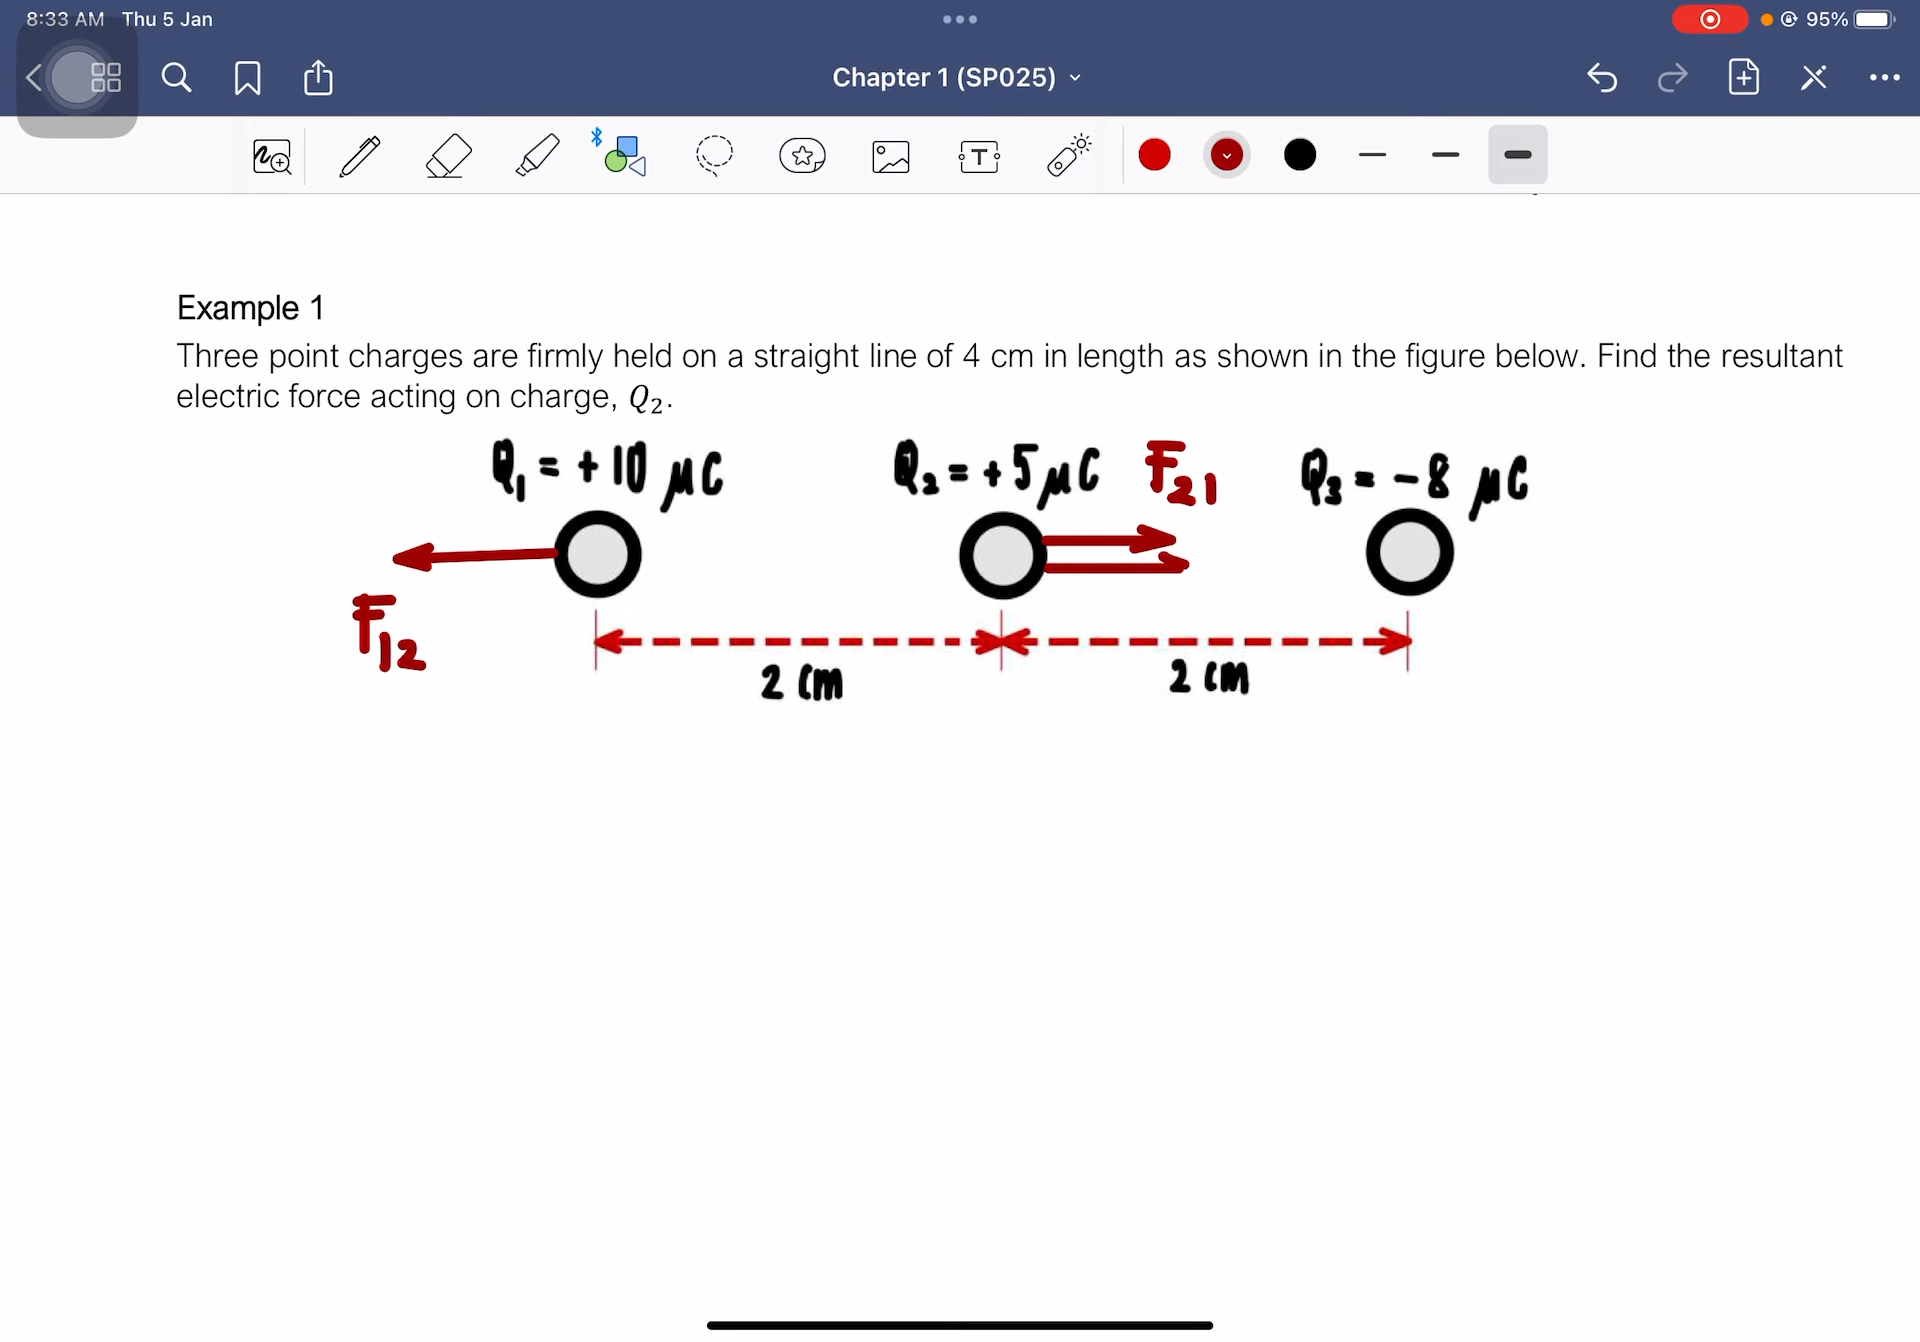 8:33 AM Thu 5 Jan
95%
Chapter 1 (SP025)
T
Example 1
Three point charges are firmly held on a straight line of 4 cm in length as shown in the figure below. Find the resultant
electric force acting on charge, Q₂.
Q₁ = +10 μC Q₂ = +5 μC F₂₁ Q₃ = -8 μC
F₁₂
2 cm 2 cm